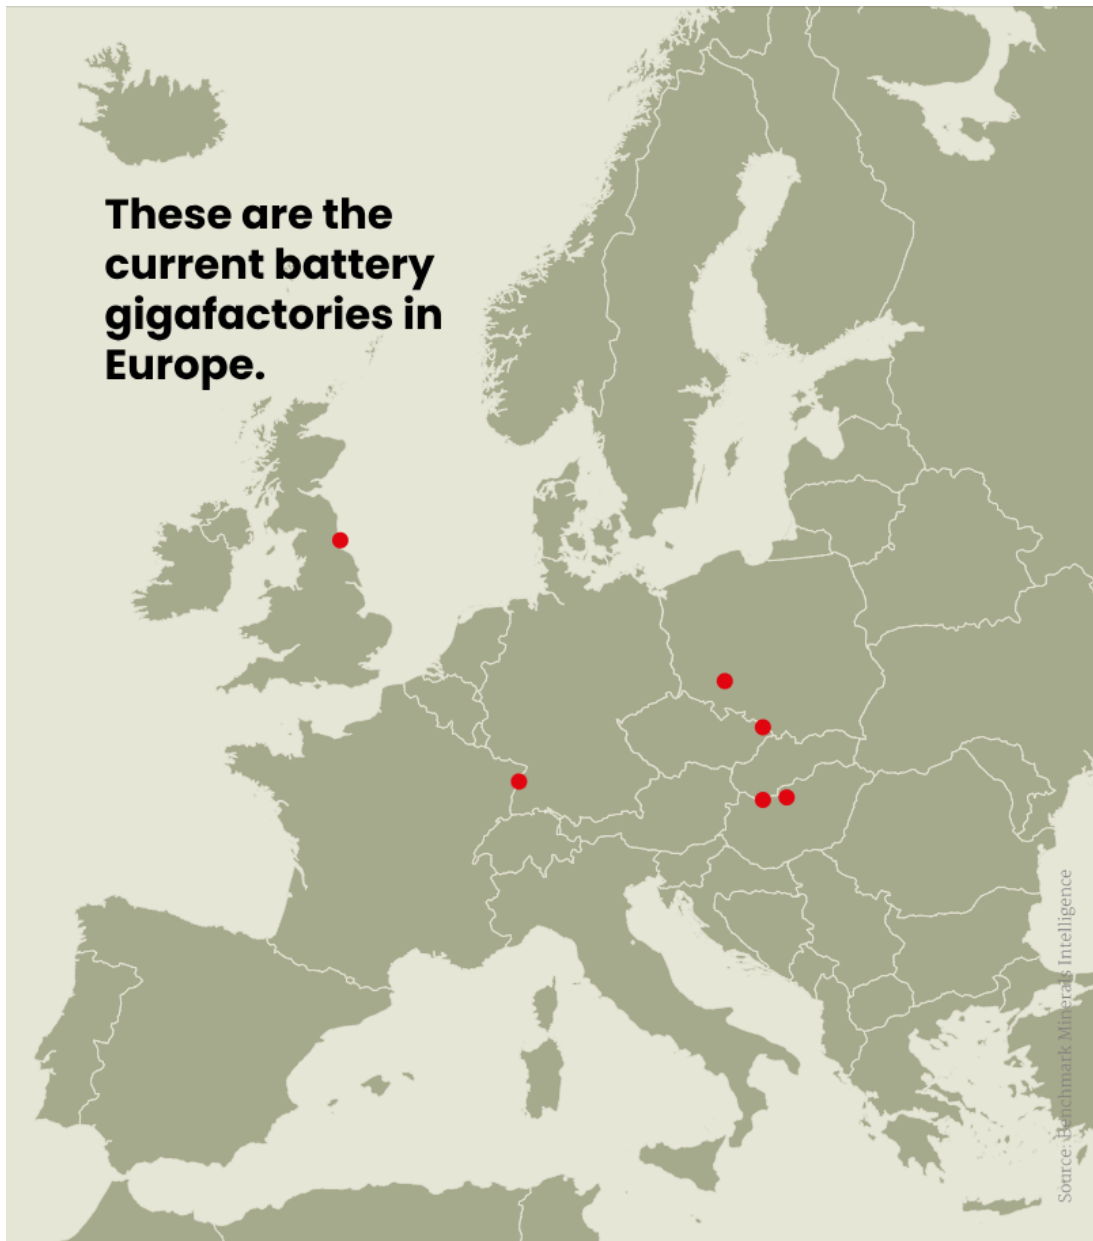 These are the
current battery
gigafactories in
Europe.
Source: Benchmark Minerals Intelligence